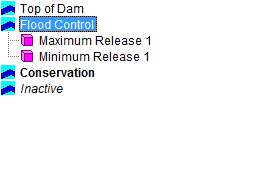 Top of Dam
Flood Control
Maximum Release 1
Minimum Release 1
Conservation
Inactive